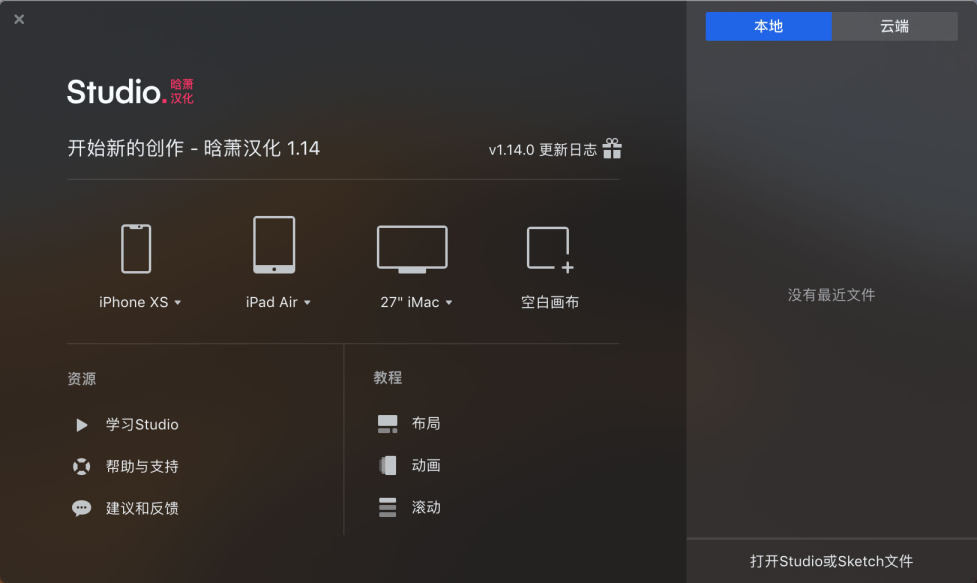 Studio.晗萧汉化
开始新的创作 - 晗萧汉化 1.14
v1.14.0 更新日志
iPhone XS
iPad Air
27" iMac
空白画布
资源
学习Studio
帮助与支持
建议和反馈
教程
布局
动画
滚动
本地
云端
没有最近文件
打开Studio或Sketch文件